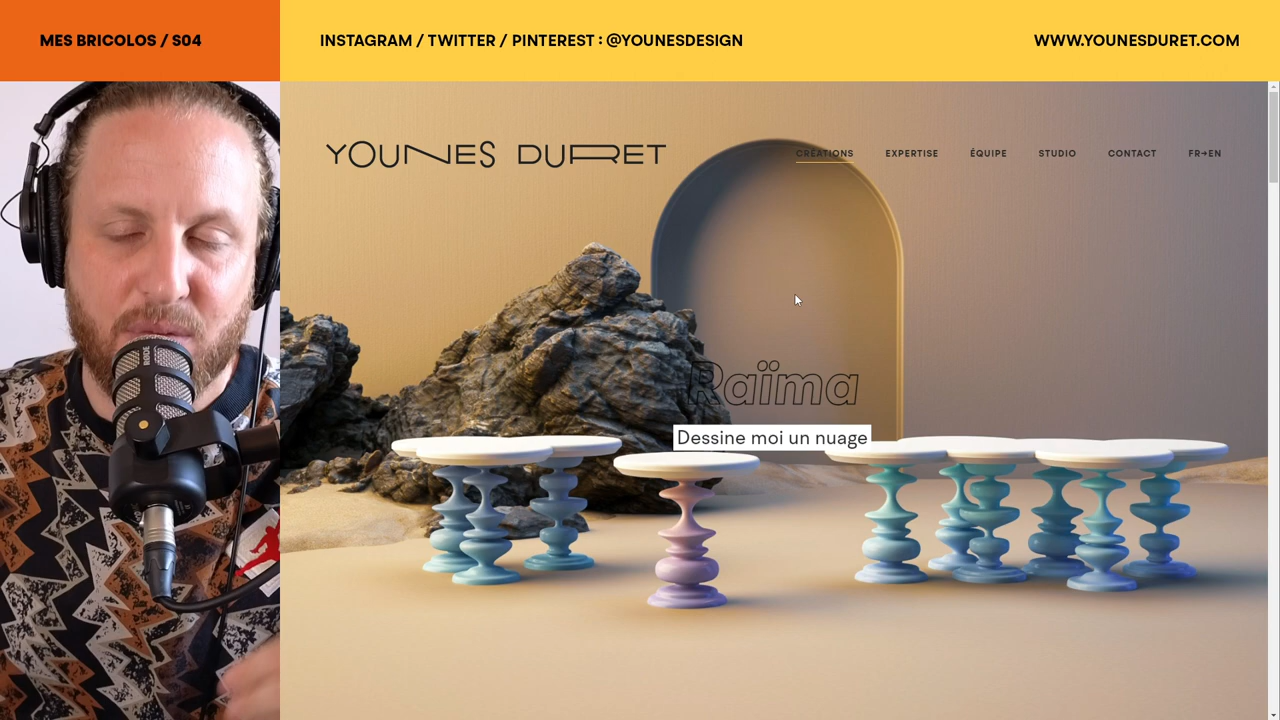 MES BRICOLOS / S04
INSTAGRAM / TWITTER / PINTEREST : @YOUNESDESIGN
WWW.YOUNESDURET.COM
YOUNES DURET
CRÉATIONS
EXPERTISE
ÉQUIPE
STUDIO
CONTACT
FR→EN
Raïma
Dessine moi un nuage
RØDE